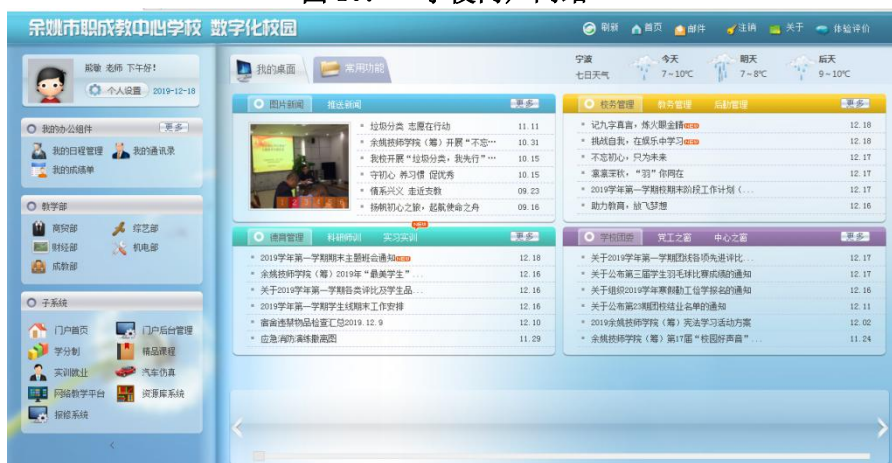 余姚市职成教中心学校 数字化校园
刷新 首页 邮件 注销 关于 体验评价
熊敏 老师 下午好!
个人设置 2019-12-18
我的桌面 常用功能
宁波 七日天气
今天 7~10℃
明天 7~8℃
后天 9~10℃
我的办公组件 更多
我的日程管理 我的通讯录
我的成绩单
教学部
商贸部 综艺部
财经部 机电部
成教部
子系统
门户首页 门户后台管理
学分制 精品课程
实训就业 汽车仿真
网络教学平台 资源库系统
报修系统
图片新闻 推送新闻 更多
垃圾分类 志愿在行动 11.11
余姚技师学院（筹）开展“不忘… 10.31
我校开展“垃圾分类，我先行”… 10.15
守初心 养习惯 促优秀 10.15
情系兴义 走近支教 09.23
扬帆初心之旅，起航使命之舟 09.16
校务管理 教务管理 后勤管理 更多
记九字真言，炼火眼金睛 12.18
挑战自我，在娱乐中学习 12.18
不忘初心，只为未来 12.17
寒寒深秋，“羽”你同在 12.17
2019学年第一学期校期末阶段工作计划（... 12.17
助力教育，放飞梦想 12.16
德育管理 科研师训 实习实训 更多
2019学年第一学期期末主题班会通知 12.18
余姚技师学院（筹）2019年“最美学生”... 12.16
关于2019学年第一学期各类评比及学生品... 12.16
2019学年第一学期学生线期末工作安排 12.16
宿舍违禁物品检查汇总2019.12.9 12.10
应急消防演练撤离图 11.29
学校团委 党工之窗 中心之窗 更多
关于2019学年第一学期团线各项先进评比... 12.17
关于公布第三届学生羽毛球比赛成绩的通知 12.17
关于组织2019学年寒假勤工俭学报名的通知 12.16
关于公布第23期团校结业名单的通知 12.11
2019余姚技师学院（筹）宪法学习活动方案 12.02
余姚技师学院（筹）第17届“校园好声音”... 11.24